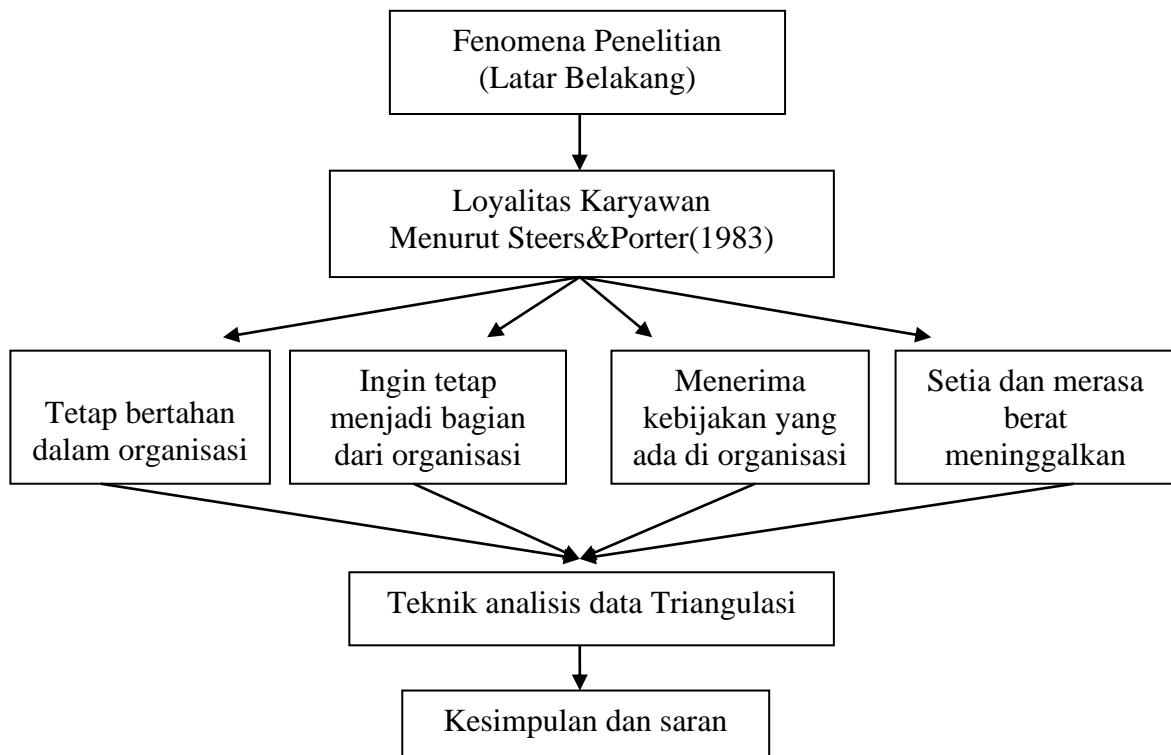 Fenomena Penelitian
(Latar Belakang)
Loyalitas Karyawan
Menurut Steers&Porter(1983)
Tetap bertahan
dalam organisasi
Ingin tetap
menjadi bagian
dari organisasi
Menerima
kebijakan yang
ada di organisasi
Setia dan merasa
berat
meninggalkan
Teknik analisis data Triangulasi
Kesimpulan dan saran